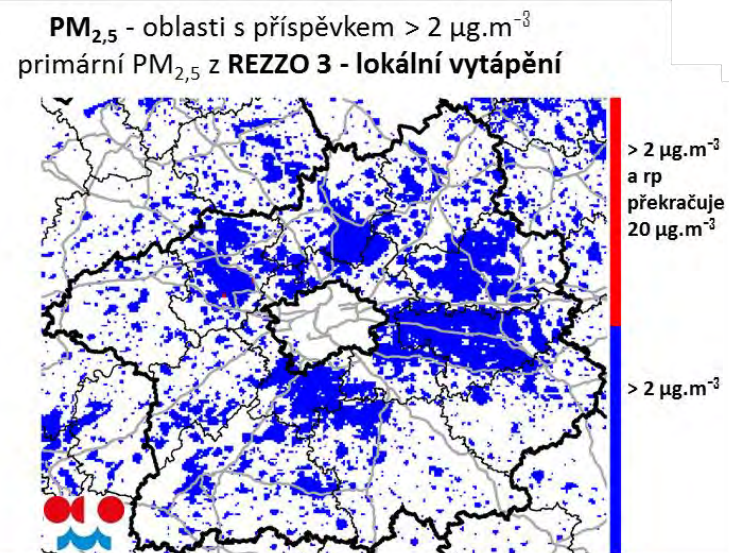 PM₂,₅ - oblasti s příspěvkem > 2 µg.m⁻³
primární PM₂,₅ z REZZO 3 - lokální vytápění
> 2 µg.m⁻³
a rp
překračuje
20 µg.m⁻³
> 2 µg.m⁻³